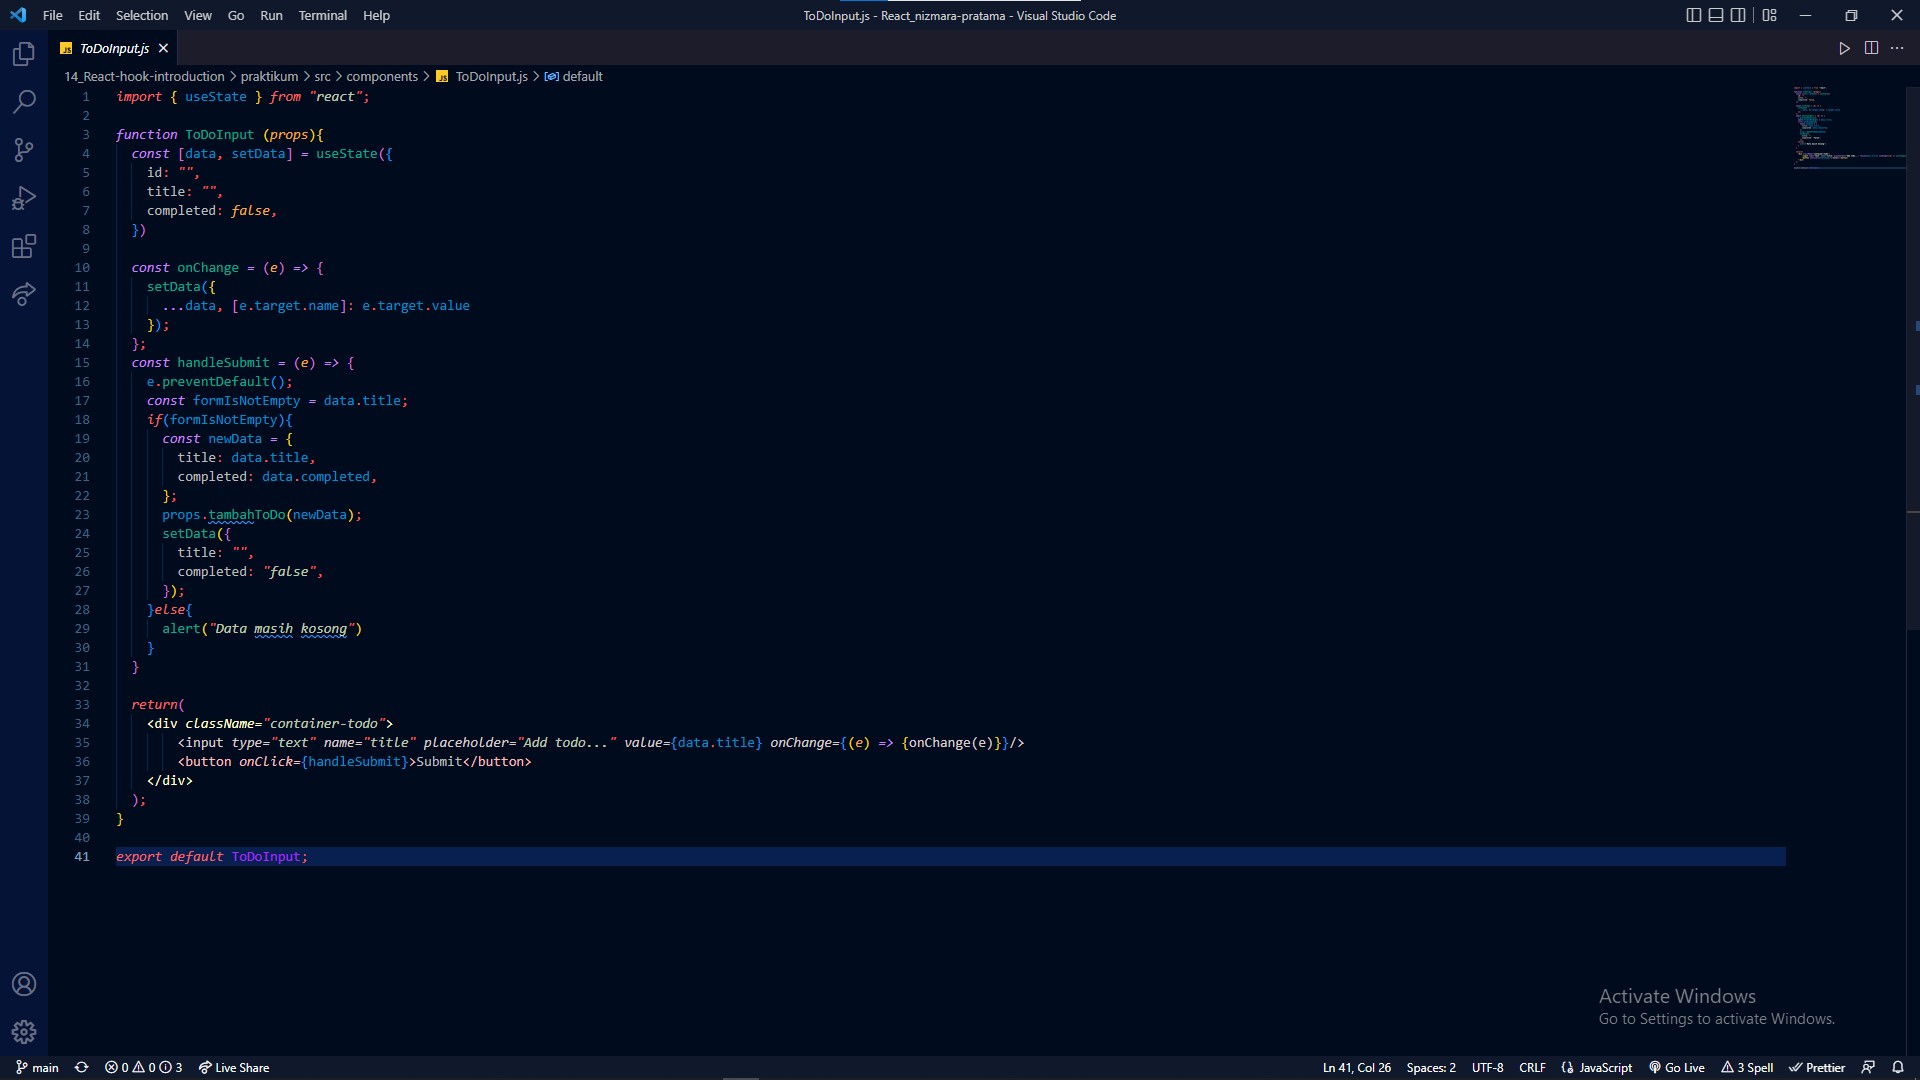 File Edit Selection View Go Run Terminal Help
ToDoInput.js - React_nizmara-pratama - Visual Studio Code
JS ToDoInput.js
14_React-hook-introduction > praktikum > src > components > JS ToDoInput.js > default
1 import { useState } from "react";
2
3 function ToDoInput (props){
4 const [data, setData] = useState({
5 id: "",
6 title: "",
7 completed: false,
8 })
9
10 const onChange = (e) => {
11 setData({
12 ...data, [e.target.name]: e.target.value
13 });
14 };
15 const handleSubmit = (e) => {
16 e.preventDefault();
17 const formIsNotEmpty = data.title;
18 if(formIsNotEmpty){
19 const newData = {
20 title: data.title,
21 completed: data.completed,
22 };
23 props.tambahToDo(newData);
24 setData({
25 title: "",
26 completed: "false",
27 });
28 }else{
29 alert("Data masih kosong")
30 }
31 }
32
33 return(
34 <div className="container-todo">
35 <input type="text" name="title" placeholder="Add todo..." value={data.title} onChange={(e) => {onChange(e)}}/>
36 <button onClick={handleSubmit}>Submit</button>
37 </div>
38 );
39 }
40
41 export default ToDoInput;
Activate Windows
Go to Settings to activate Windows.
main 0 0 3 Live Share Ln 41, Col 26 Spaces: 2 UTF-8 CRLF {} JavaScript Go Live 3 Spell Prettier